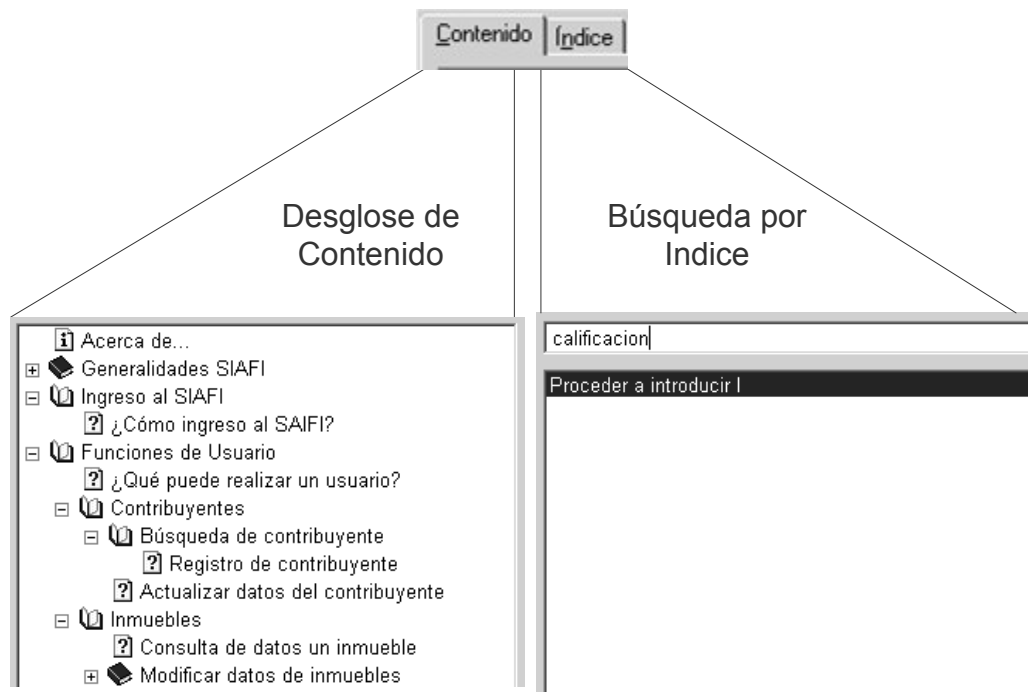 Contenido Índice
Desglose de
Contenido
Búsqueda por
Indice
Acerca de...
Generalidades SIAFI
Ingreso al SIAFI
¿Cómo ingreso al SAIFI?
Funciones de Usuario
¿Qué puede realizar un usuario?
Contribuyentes
Búsqueda de contribuyente
Registro de contribuyente
Actualizar datos del contribuyente
Inmuebles
Consulta de datos un inmueble
Modificar datos de inmuebles
calificacion
Proceder a introducir l